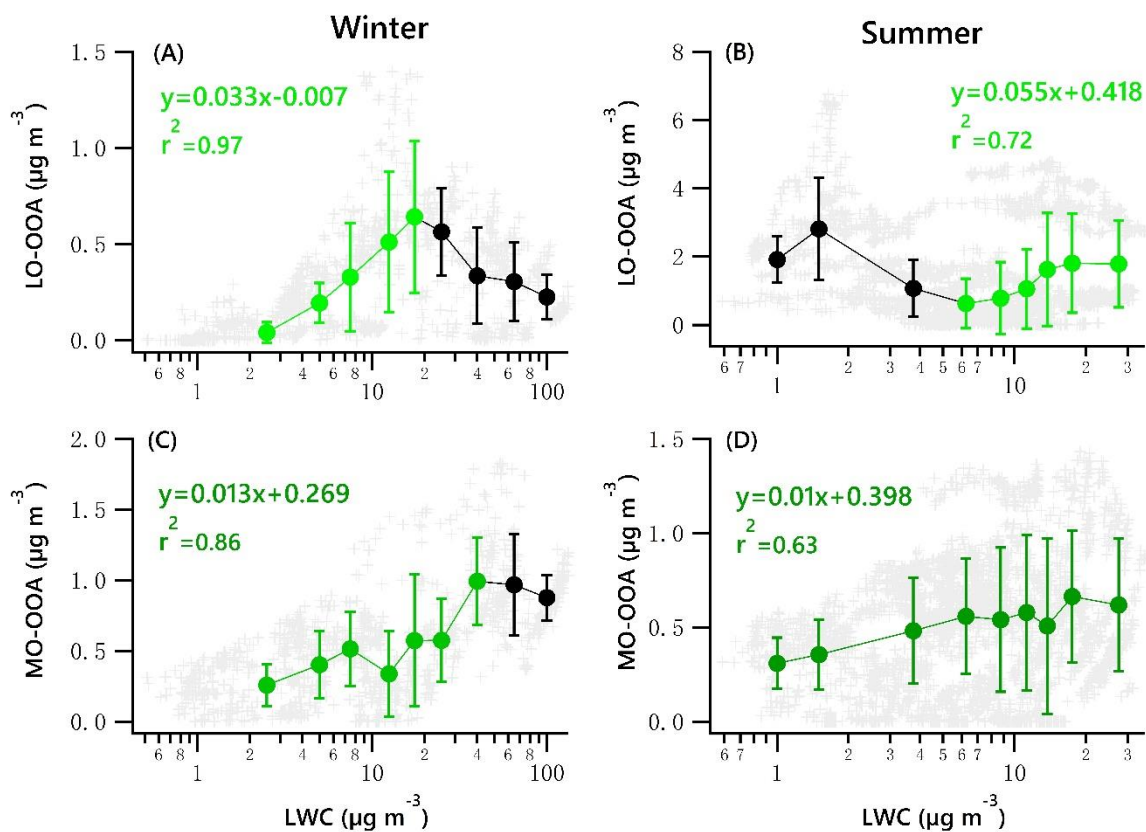 Winter
Summer
(A)
y=0.033x-0.007
r²=0.97
LO-OOA (µg m⁻³)
1.5
1.0
0.5
0.0
6 8 1 10 2 4 6 8 100
(B)
y=0.055x+0.418
r²=0.72
LO-OOA (µg m⁻³)
8
6
4
2
0
6 7 1 2 3 4 5 6 7 10 2 3
(C)
y=0.013x+0.269
r²=0.86
MO-OOA (µg m⁻³)
2.0
1.5
1.0
0.5
0.0
6 8 1 2 4 6 8 10 2 4 6 8 100
LWC (µg m⁻³)
(D)
y=0.01x+0.398
r²=0.63
MO-OOA (µg m⁻³)
1.5
1.0
0.5
0.0
6 7 1 2 3 4 5 6 7 10 2 3
LWC (µg m⁻³)